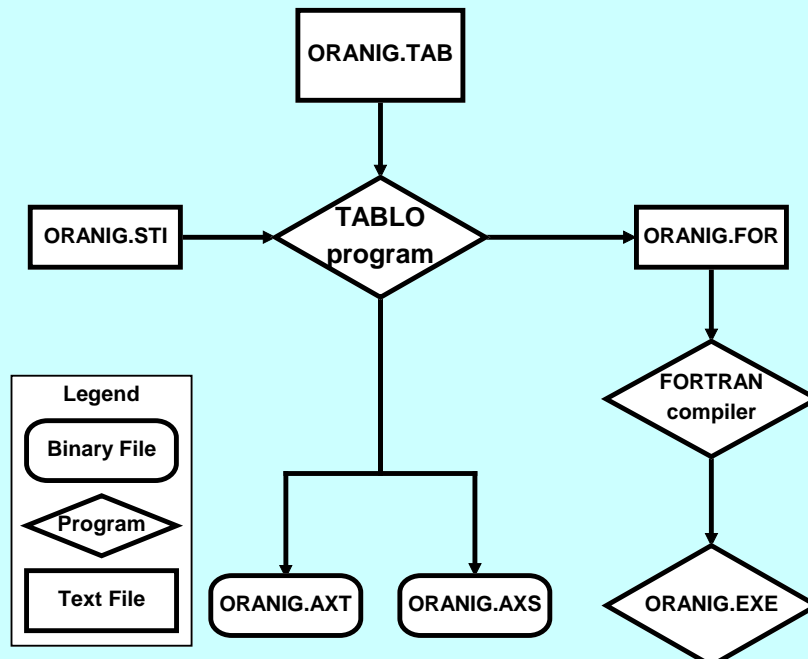 ORANIG.TAB
ORANIG.STI
TABLO
program
ORANIG.FOR
FORTRAN
compiler
Legend
Binary File
Program
Text File
ORANIG.AXT
ORANIG.AXS
ORANIG.EXE